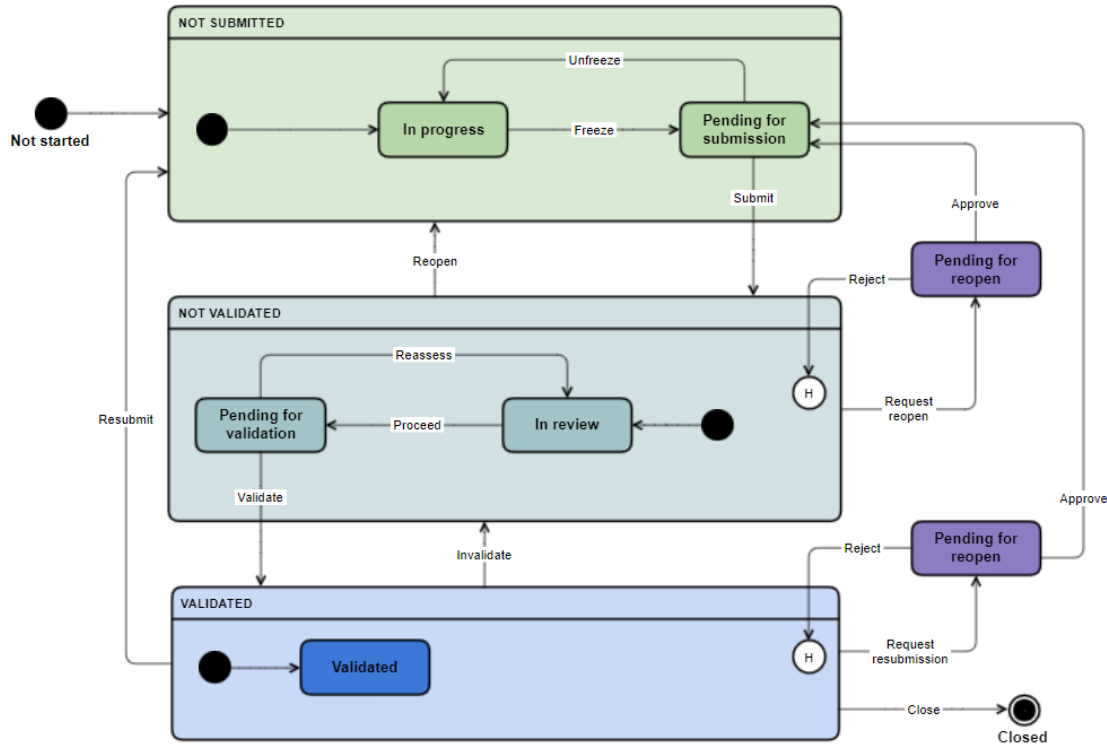 NOT SUBMITTED
Unfreeze
In progress
Freeze
Pending for
submission
Not started
Submit
Approve
Reopen
Pending for
reopen
Reject
NOT VALIDATED
Reassess
H
Request
reopen
Resubmit
Pending for
validation
Proceed
In review
Validate
Approve
Invalidate
Reject
Pending for
reopen
VALIDATED
Validated
H
Request
resubmission
Close
Closed